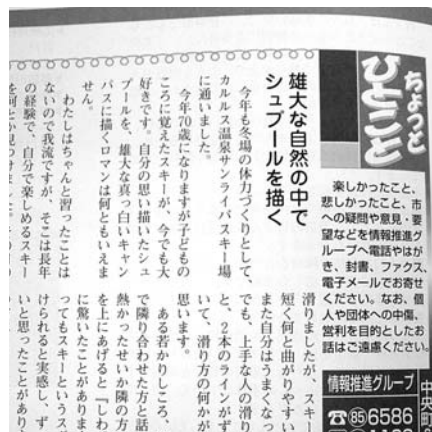 ちょっと
ひとこと
楽しかったこと、
悲しかったこと、市
への疑問や意見・要
望などを情報推進グ
ループへ電話やはが
き、封書、ファクス、
電子メールでお寄せ
ください。なお、個
人や団体への中傷、
営利を目的としたお
話はご遠慮ください。
情報推進グループ
中央町
☎(85)6586
雄大な自然の中で
シュプールを描く
今年も冬場の体力づくりとして、
カルルス温泉サンライバスキー場
に通いました。
今年70歳になりますが子どもの
ころに覚えたスキーが、今でも大
好きです。自分の思い描いたシュ
プールを、雄大な真っ白いキャン
バスに描くロマンは何ともいえま
せん。
わたしはちゃんと習ったことは
ないので我流ですが、そこは長年
の経験で、自分で楽しめるスキー
滑りましたが、スキー
短く何と曲がりやすい
また自分はうまくなっ
でも、上手な人の滑り
と、2本のラインがず
いて、滑り方の何かが
思います。
ある若かりしころ、
で隣り合わせた方と話
熱かったせいか隣の方
を上にあげると『しわ
に驚いたことがありま
ってもスキーというス
けられると実感し、ず
いと思ったことがあり